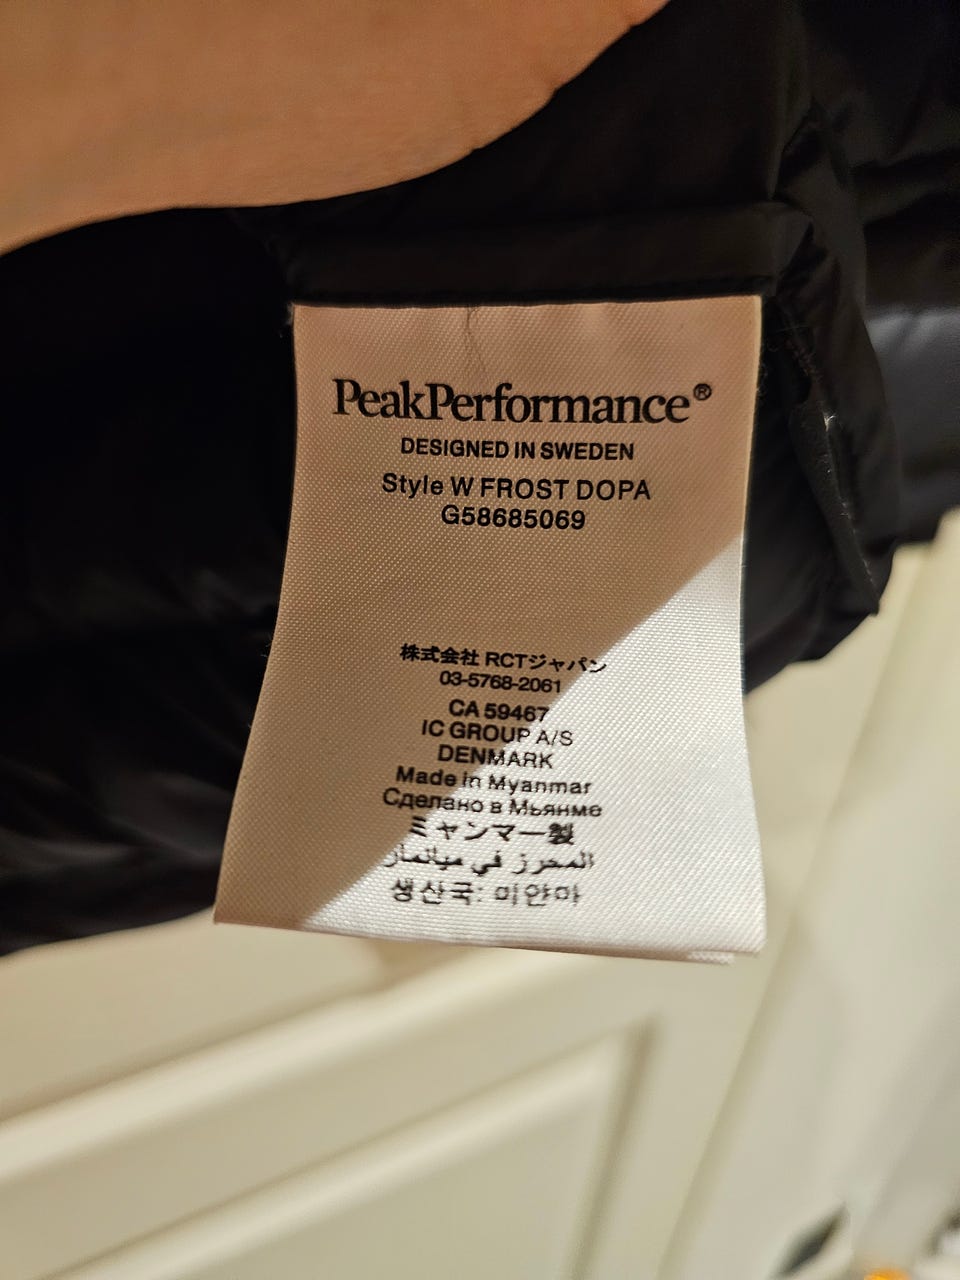 PeakPerformance®
DESIGNED IN SWEDEN
Style W FROST DOPA
G58685069
株式会社 RCTジャパン
03-5768-2061
CA 59467
IC GROUP A/S
DENMARK
Made in Myanmar
Сделано в Мьянме
ミャンマー製
المحرز في ميانمار
생산국: 미얀마